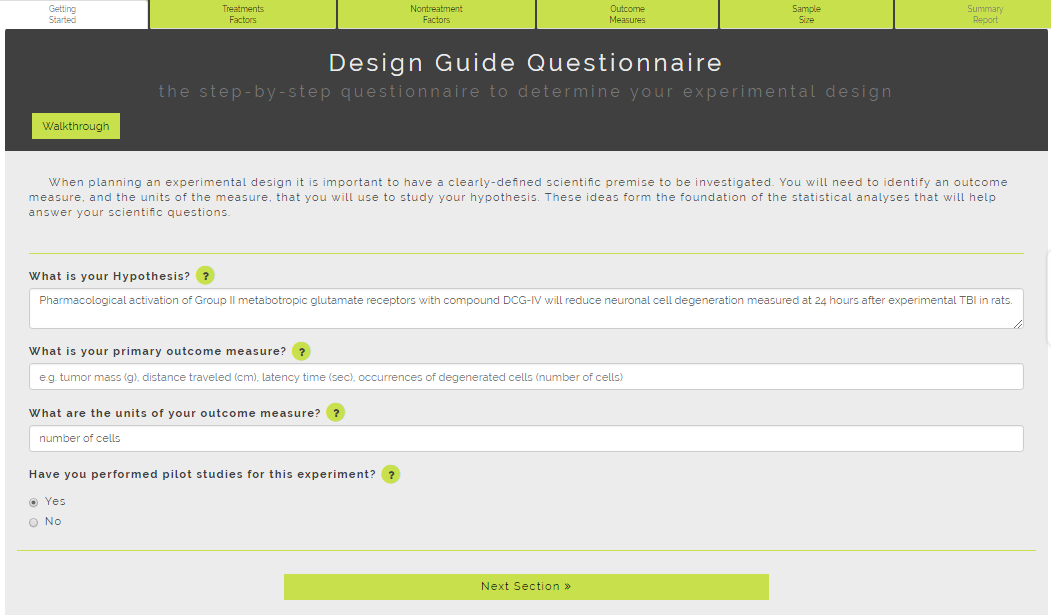 Getting
Started
Treatments
Factors
Nontreatment
Factors
Outcome
Measures
Sample
Size
Summary
Report
Design Guide Questionnaire
the step-by-step questionnaire to determine your experimental design
Walkthrough
When planning an experimental design it is important to have a clearly-defined scientific premise to be investigated. You will need to identify an outcome
measure, and the units of the measure, that you will use to study your hypothesis. These ideas form the foundation of the statistical analyses that will help
answer your scientific questions.
What is your Hypothesis? ?
Pharmacological activation of Group II metabotropic glutamate receptors with compound DCG-IV will reduce neuronal cell degeneration measured at 24 hours after experimental TBI in rats.
What is your primary outcome measure? ?
e.g. tumor mass (g), distance traveled (cm), latency time (sec), occurrences of degenerated cells (number of cells)
What are the units of your outcome measure? ?
number of cells
Have you performed pilot studies for this experiment? ?
Yes
No
Next Section »